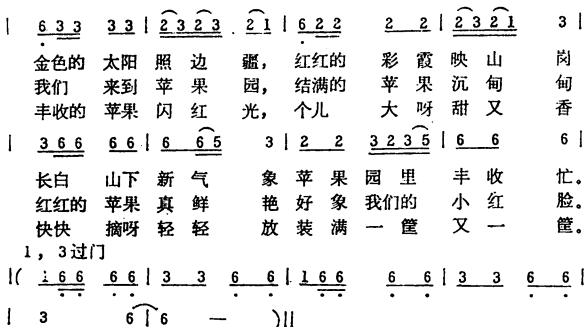 | 6 3 3 3 3 | 2 3 2 3 2 1 | 6 2 2 2 2 | 2 3 2 1 3 |
金色的 太阳 照 边 疆, 红红的 彩 霞 映 山 岗
我们 来到 苹 果 园, 结满的 苹 果 沉 甸 甸
丰收的 苹果 闪 红 光, 个儿 大 呀 甜 又 香
| 3 6 6 6 6 | 6 6 5 3 | 2 2 3 2 3 5 | 6 6 6 |
长白 山下 新 气 象 苹 果 园 里 丰 收 忙。
红红的 苹果 真 鲜 艳 好 象 我们 的 小 红 脸。
快快 摘呀 轻 轻 放 装 满 一 筐 又 一 筐。
1, 3过门
|( 1 6 6 6 6 | 3 3 6 6 | 1 6 6 6 6 | 3 3 6 6 |
| 3 6 | 6 — )||